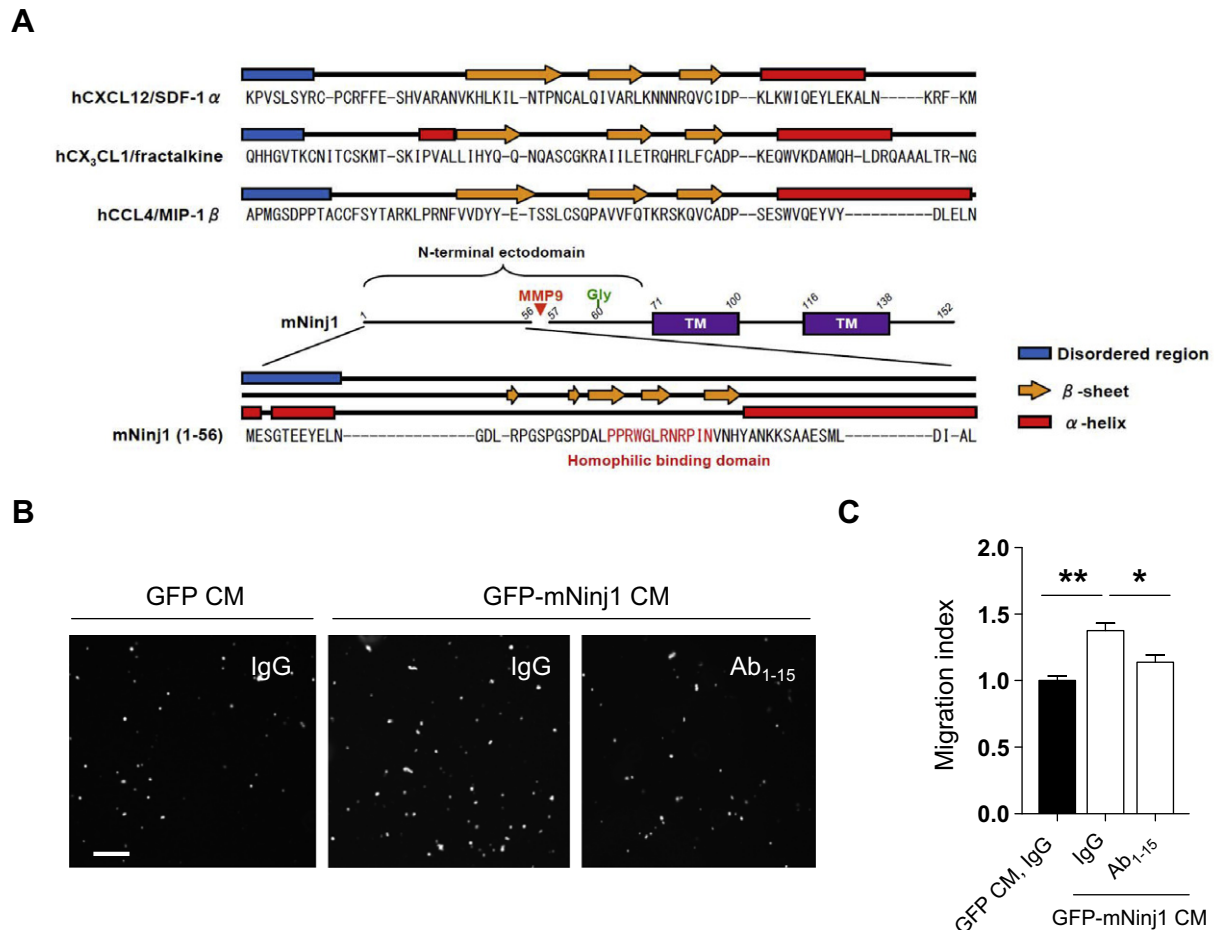 A
hCXCL12/SDF-1 α
KPVSLSYRC-PCRFFE-SHVARANVKHLKIL-NTPNCALQIVARLKNNNRQVCIDP--KLKWIQEYLEKALN-----KRF-KM
hCX₃CL1/fractalkine
QHHGVTKCNITCSKMT-SKIPVALLIHYQ-Q-NQASCGKRAIILETRQHRLFCADP--KEQWVKDAMQH-LDRQAAALTR-NG
hCCL4/MIP-1 β
APMGSDPPTACCFSYTARKLPRNFVVDYY-E-TSSLCSQPAVVFQTKRSKQVCADP--SESWVQEYVY----------DLELN
N-terminal ectodomain
MMP9
Gly
mNinj1
1
56
57
60
71
100
116
138
152
TM
TM
Disordered region
β-sheet
α-helix
mNinj1 (1-56)
MESGTEEYELN---------------GDL-RPGSPGSPDALPPRWGLRNRPINVNHYANKKSAAESML----------DI-AL
Homophilic binding domain
B
GFP CM
GFP-mNinj1 CM
IgG
IgG
Ab₁₋₁₅
C
Migration index
2.0
1.5
1.0
0.5
0.0
**
*
GFP CM, IgG
IgG
Ab₁₋₁₅
GFP-mNinj1 CM